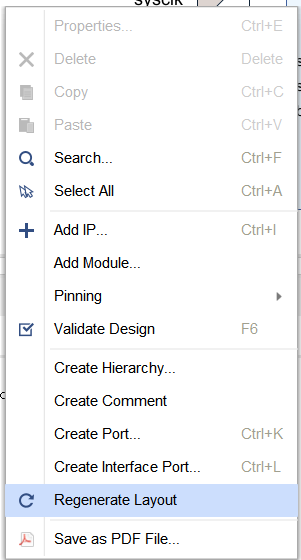 sysclk
Properties... Ctrl+E
Delete Delete
Copy Ctrl+C
Paste Ctrl+V
Search... Ctrl+F
Select All Ctrl+A
Add IP... Ctrl+I
Add Module...
Pinning
Validate Design F6
Create Hierarchy...
Create Comment
Create Port... Ctrl+K
Create Interface Port... Ctrl+L
Regenerate Layout
Save as PDF File...